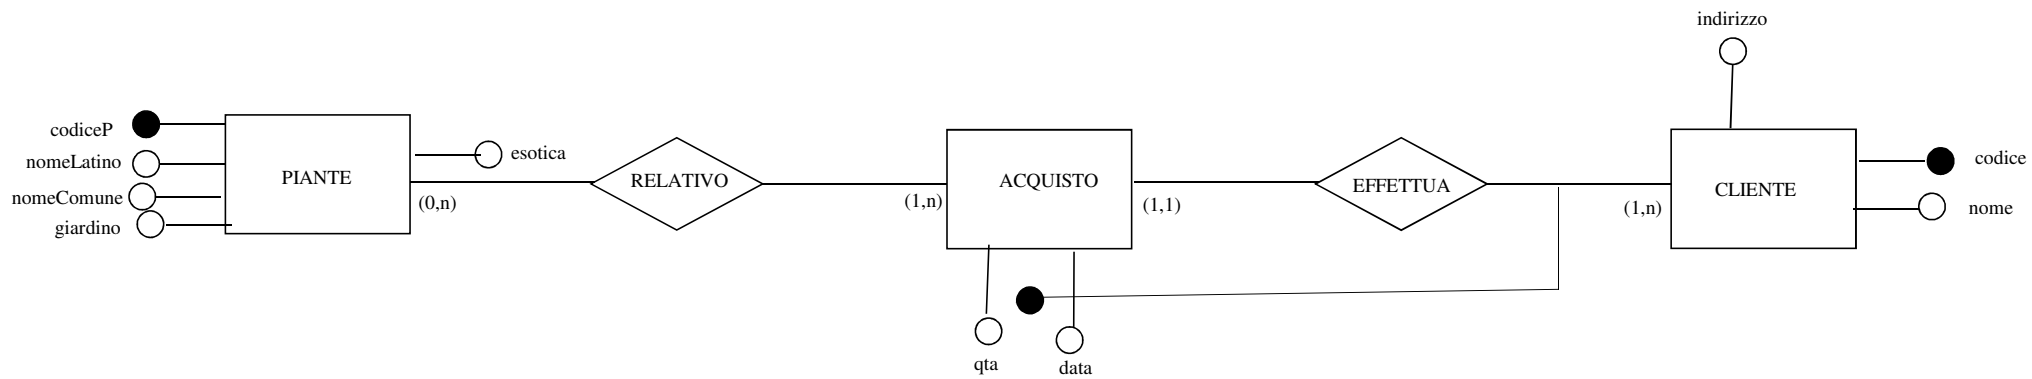 indirizzo
codiceP
nomeLatino
nomeComune
giardino
PIANTE
esotica
(0,n)
RELATIVO
(1,n)
ACQUISTO
(1,1)
qta
data
EFFETTUA
(1,n)
CLIENTE
codice
nome